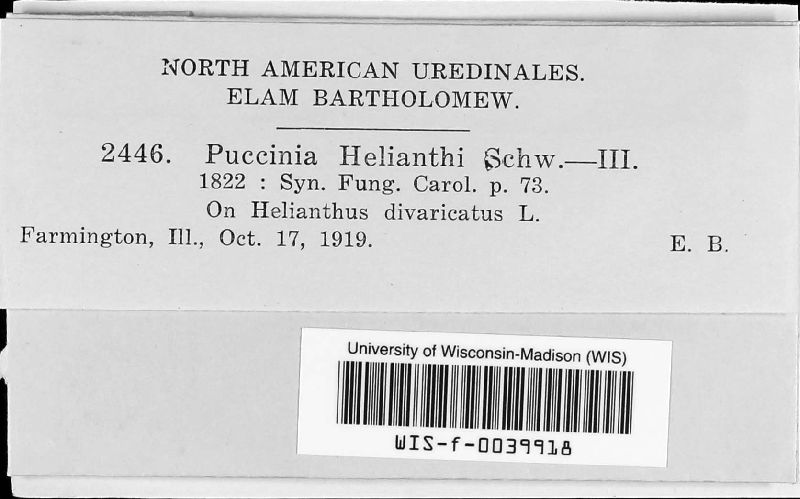 NORTH AMERICAN UREDINALES.
ELAM BARTHOLOMEW.
2446. Puccinia Helianthi Schw.—III.
1822 : Syn. Fung. Carol. p. 73.
On Helianthus divaricatus L.
Farmington, Ill., Oct. 17, 1919. E. B.
University of Wisconsin-Madison (WIS)
WIS-f-0039918